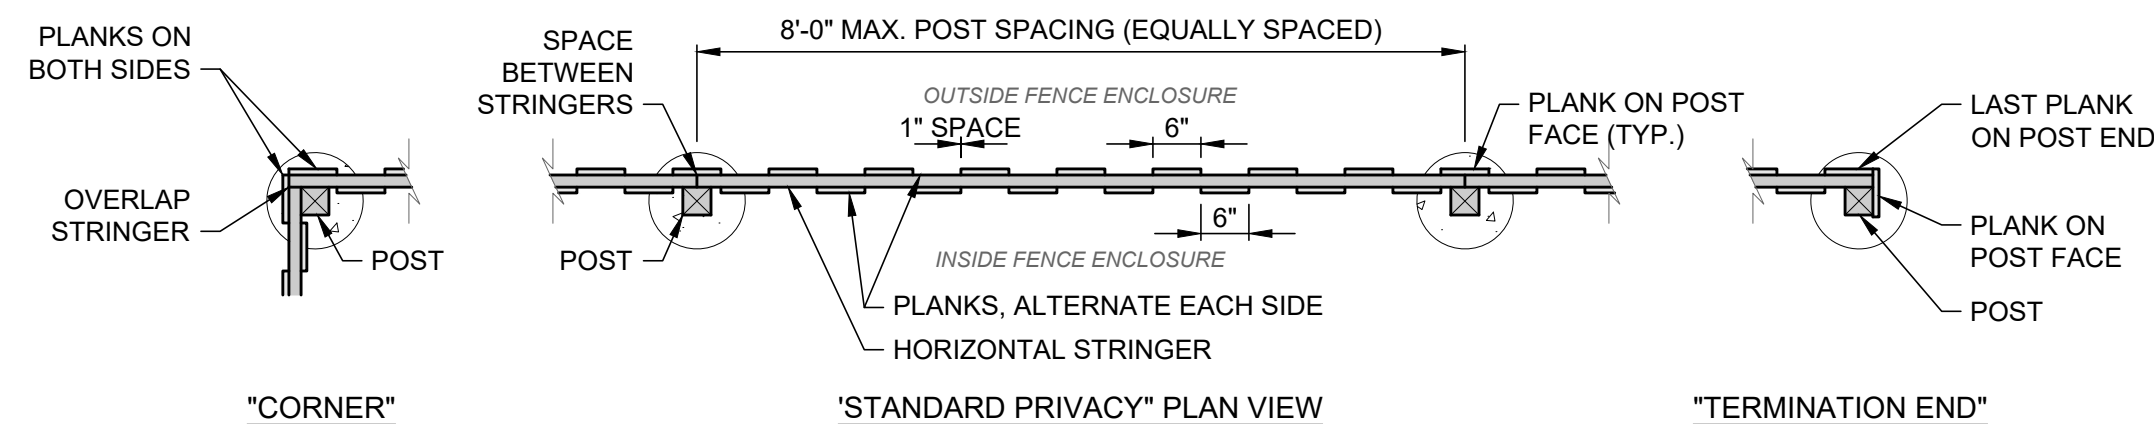 PLANKS ON
BOTH SIDES
OVERLAP
STRINGER
POST
"CORNER"
SPACE
BETWEEN
STRINGERS
8'-0" MAX. POST SPACING (EQUALLY SPACED)
OUTSIDE FENCE ENCLOSURE
1" SPACE
6"
PLANK ON POST
FACE (TYP.)
6"
POST
INSIDE FENCE ENCLOSURE
PLANKS, ALTERNATE EACH SIDE
HORIZONTAL STRINGER
'STANDARD PRIVACY" PLAN VIEW
LAST PLANK
ON POST END
PLANK ON
POST FACE
POST
"TERMINATION END"